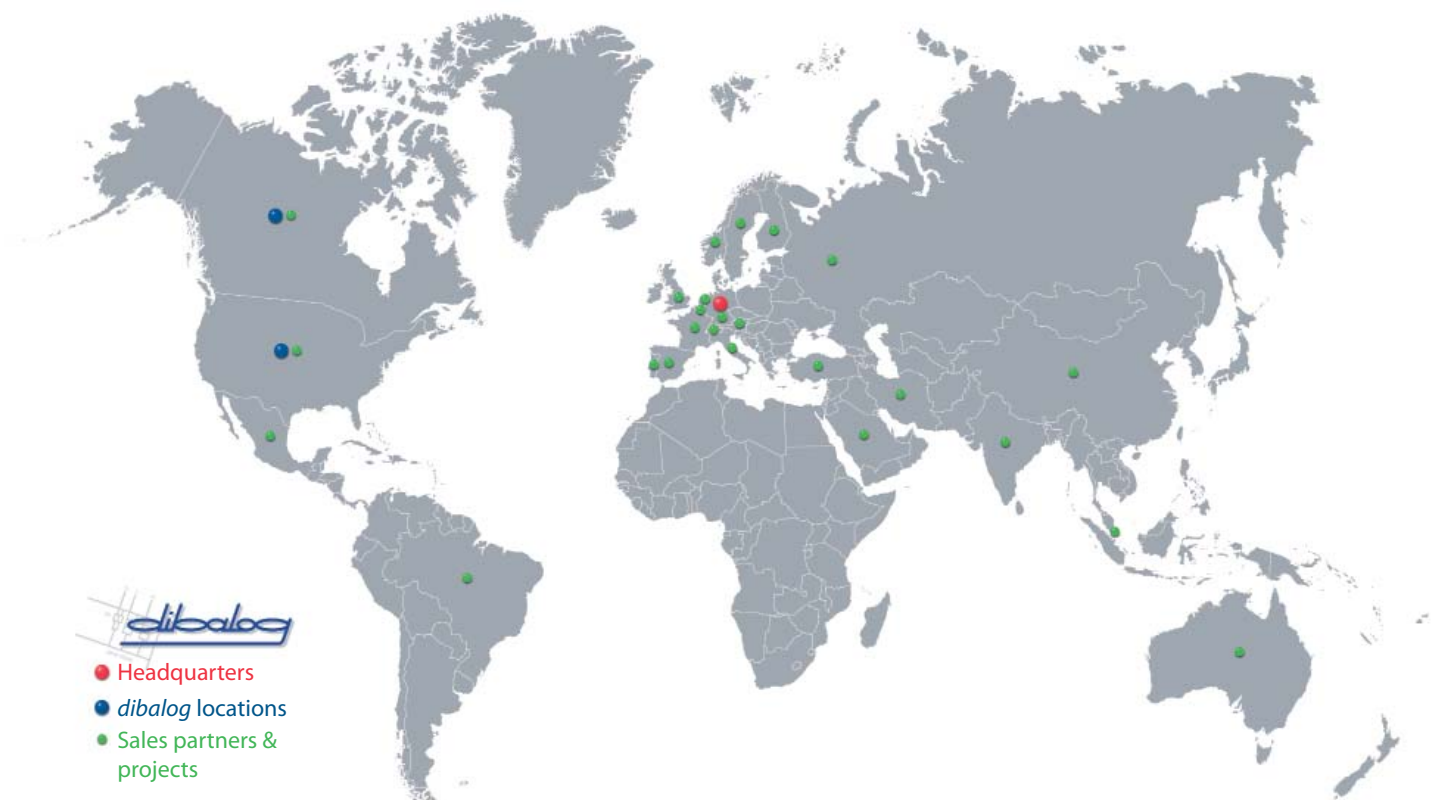 dibalog
Headquarters
dibalog locations
Sales partners &
projects